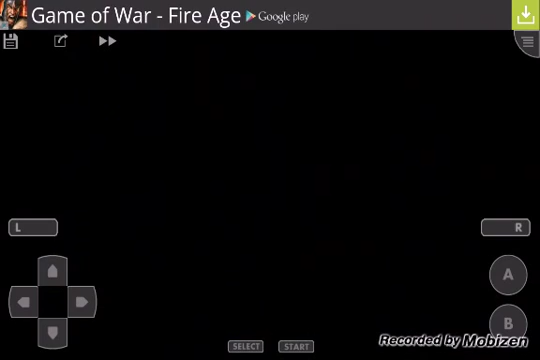 Game of War - Fire Age Google play
L
R
A
B
SELECT START
Recorded by Mobizen